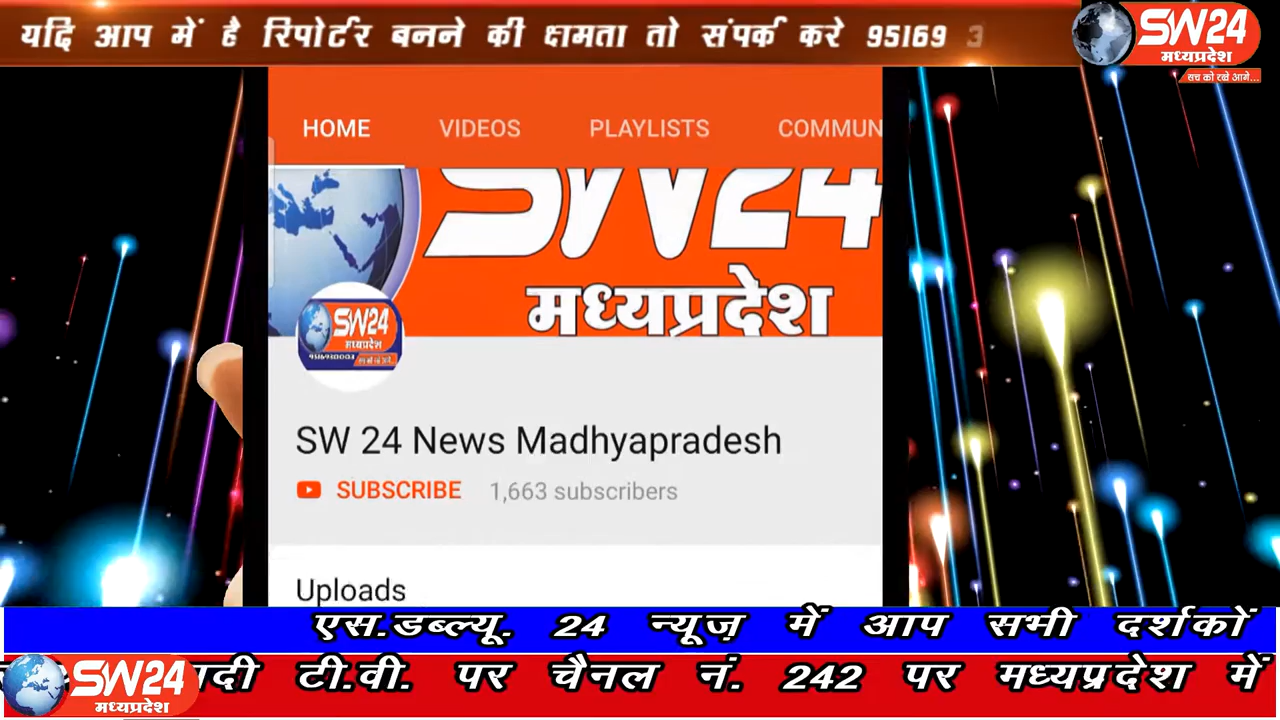 यदि आप में है रिपोर्टर बनने की क्षमता तो संपर्क करे 95169 3
SW24
मध्यप्रदेश
सच को रखे आगे...
HOME VIDEOS PLAYLISTS COMMUN
SW24
मध्यप्रदेश
SW24
मध्यप्रदेश
SW 24 News Madhyapradesh
SUBSCRIBE 1,663 subscribers
Uploads
एस.डब्ल्यू. 24 न्यूज़ में आप सभी दर्शकों
टी.वी. पर चैनल नं. 242 पर मध्यप्रदेश में
SW24
मध्यप्रदेश